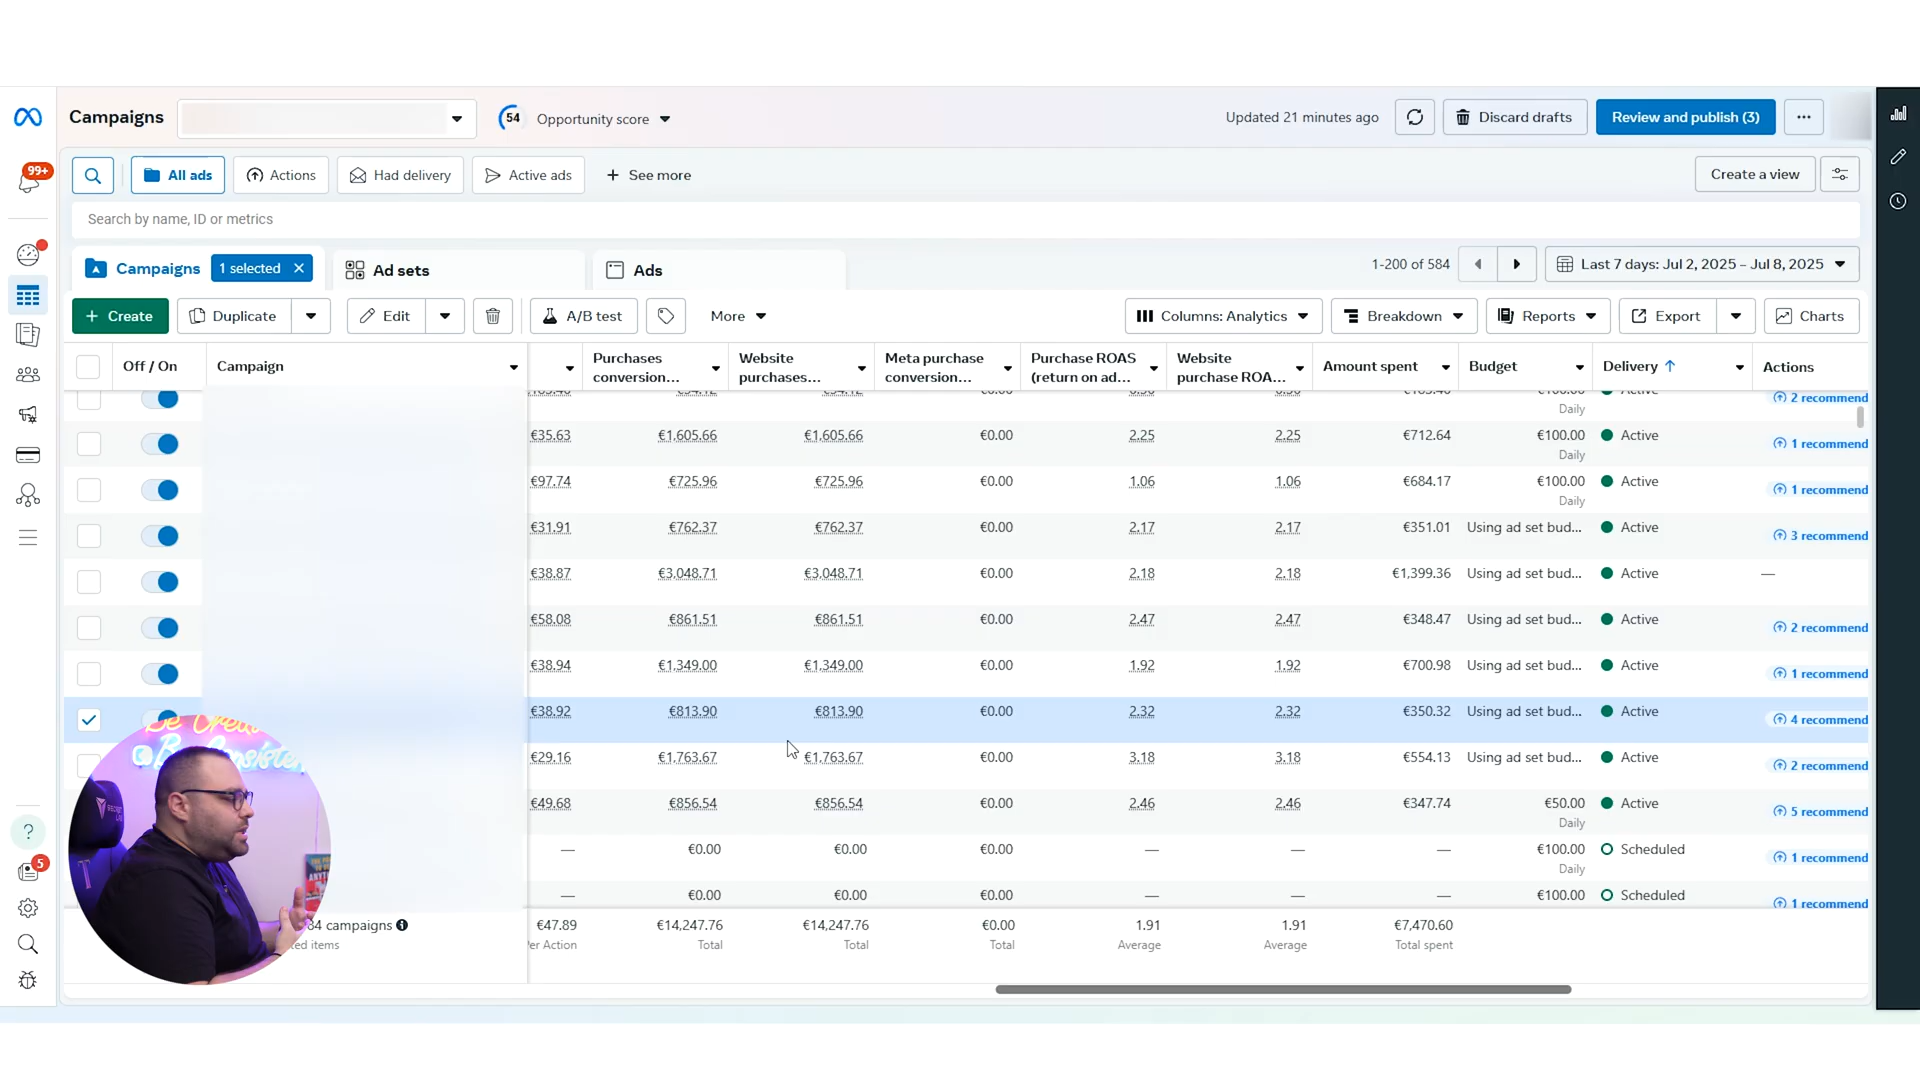 Campaigns
54 Opportunity score
Updated 21 minutes ago
Discard drafts
Review and publish (3)
99+
All ads
Actions
Had delivery
Active ads
See more
Create a view
Search by name, ID or metrics
Campaigns
1 selected
Ad sets
Ads
1-200 of 584
Last 7 days: Jul 2, 2025 – Jul 8, 2025
Create
Duplicate
Edit
A/B test
More
Columns: Analytics
Breakdown
Reports
Export
Charts
Off / On
Campaign
Purchases conversion...
Website purchases...
Meta purchase conversion...
Purchase ROAS (return on ad...
Website purchase ROA...
Amount spent
Budget
Delivery
Actions
Daily
2 recommend
€35.63 €1,605.66 €1,605.66 €0.00 2.25 2.25 €712.64 €100.00 Active
Daily
1 recommend
€97.74 €725.96 €725.96 €0.00 1.06 1.06 €684.17 €100.00 Active
Daily
1 recommend
€31.91 €762.37 €762.37 €0.00 2.17 2.17 €351.01 Using ad set bud... Active
3 recommend
€38.87 €3,048.71 €3,048.71 €0.00 2.18 2.18 €1,399.36 Using ad set bud... Active —
€58.08 €861.51 €861.51 €0.00 2.47 2.47 €348.47 Using ad set bud... Active
2 recommend
€38.94 €1,349.00 €1,349.00 €0.00 1.92 1.92 €700.98 Using ad set bud... Active
1 recommend
€38.92 €813.90 €813.90 €0.00 2.32 2.32 €350.32 Using ad set bud... Active
4 recommend
€29.16 €1,763.67 €1,763.67 €0.00 3.18 3.18 €554.13 Using ad set bud... Active
2 recommend
€49.68 €856.54 €856.54 €0.00 2.46 2.46 €347.74 €50.00 Active
Daily
5 recommend
— €0.00 €0.00 €0.00 — — — €100.00 Scheduled
Daily
1 recommend
— €0.00 €0.00 €0.00 — — — €100.00 Scheduled
1 recommend
84 campaigns €47.89 €14,247.76 €14,247.76 €0.00 1.91 1.91 €7,470.60
ted items Per Action Total Total Total Average Average Total spent
5